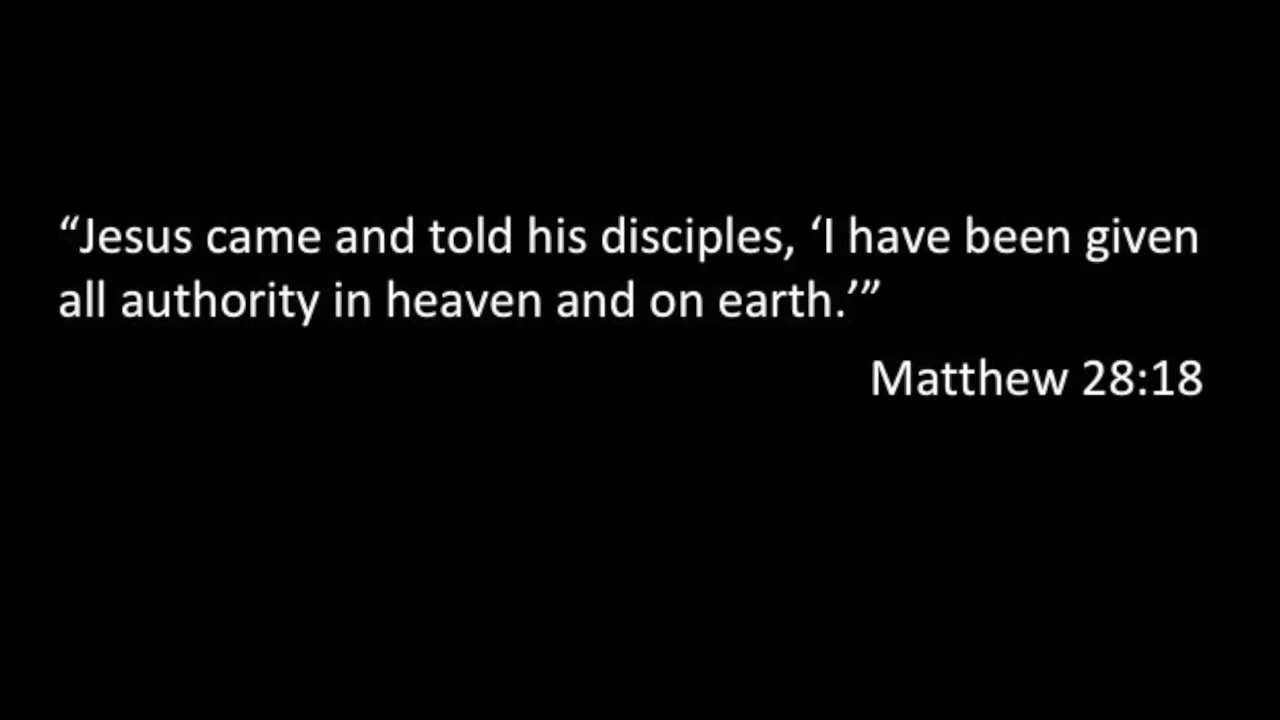 “Jesus came and told his disciples, ‘I have been given
all authority in heaven and on earth.’”
Matthew 28:18